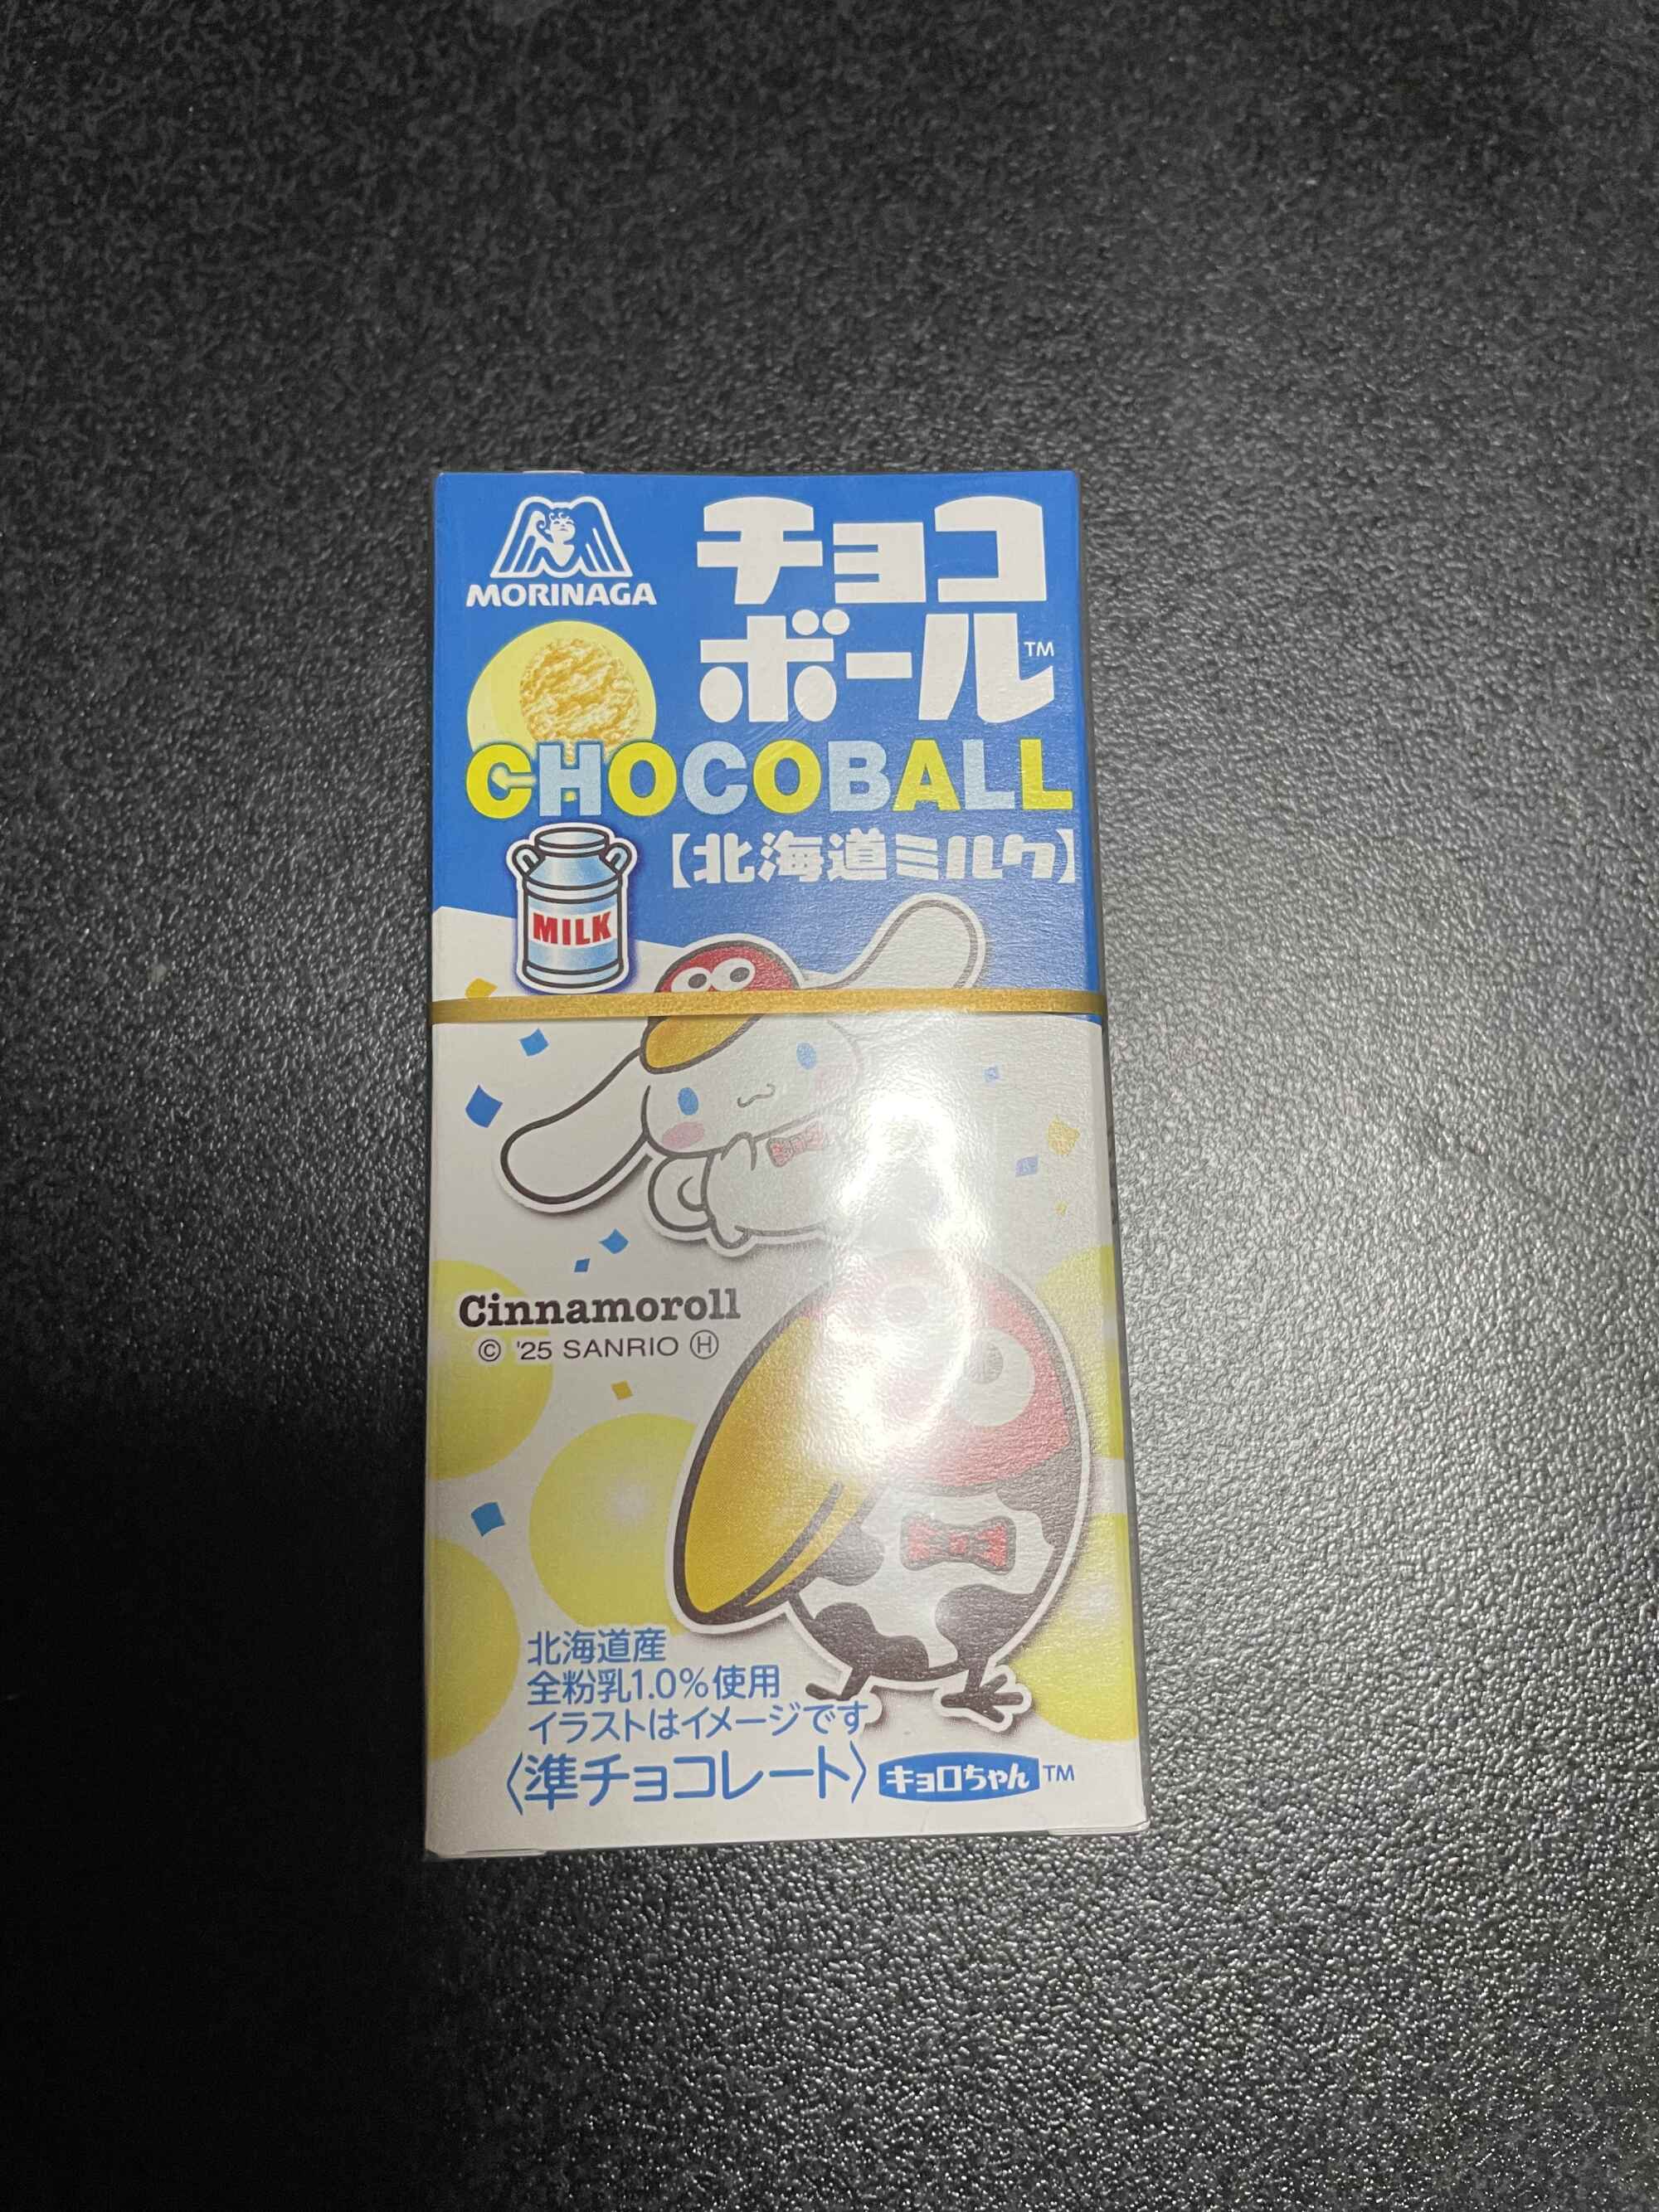 MORINAGA
チョコ
ボール™
CHOCOBALL
【北海道ミルク】
MILK
Cinnamoroll
© '25 SANRIO Ⓗ
北海道産
全粉乳1.0%使用
イラストはイメージです
〈準チョコレート〉 キョロちゃん™